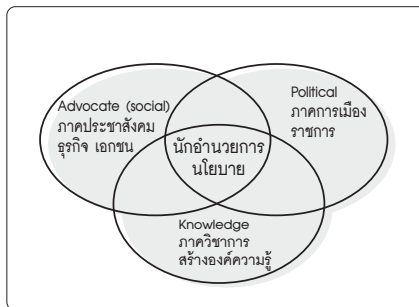 Advocate (social)
ภาคประชาสังคม
ธุรกิจ เอกชน
Political
ภาคการเมือง
ราชการ
นักอำนวยการ
นโยบาย
Knowledge
ภาควิชาการ
สร้างองค์ความรู้